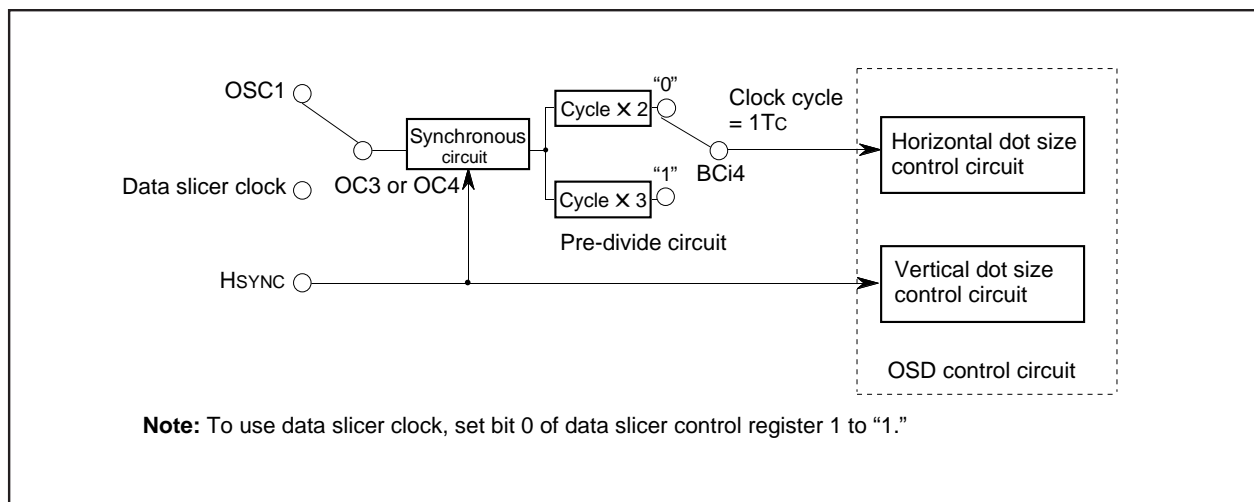 OSC1
Data slicer clock
HSYNC
OC3 or OC4
Synchronous
circuit
Cycle × 2
Cycle × 3
“0”
“1”
BCi4
Pre-divide circuit
Clock cycle
= 1TC
Horizontal dot size
control circuit
Vertical dot size
control circuit
OSD control circuit
Note: To use data slicer clock, set bit 0 of data slicer control register 1 to “1.”